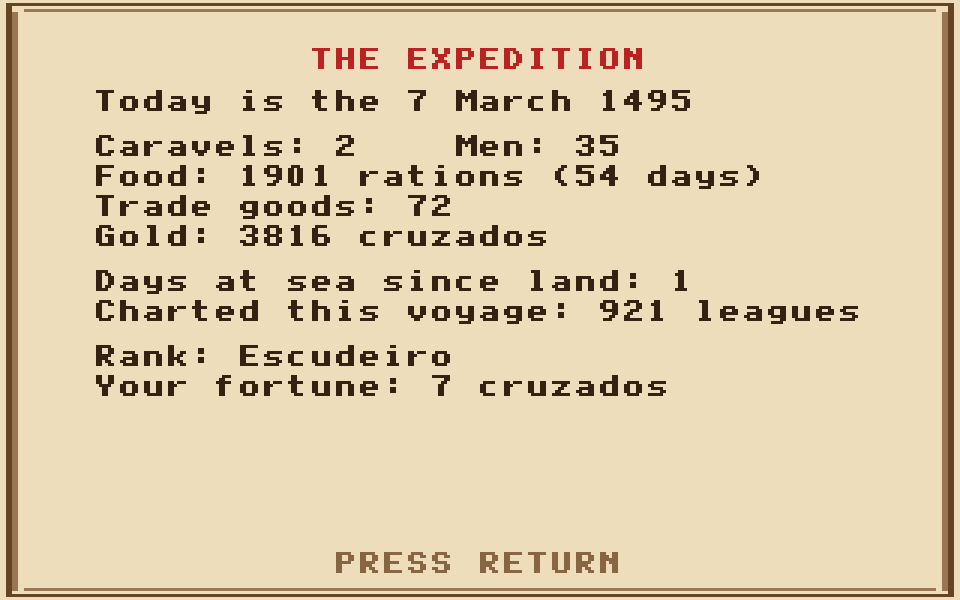 THE EXPEDITION
Today is the 7 March 1495
Caravels: 2    Men: 35
Food: 1901 rations (54 days)
Trade goods: 72
Gold: 3816 cruzados
Days at sea since land: 1
Charted this voyage: 921 leagues
Rank: Escudeiro
Your fortune: 7 cruzados
PRESS RETURN